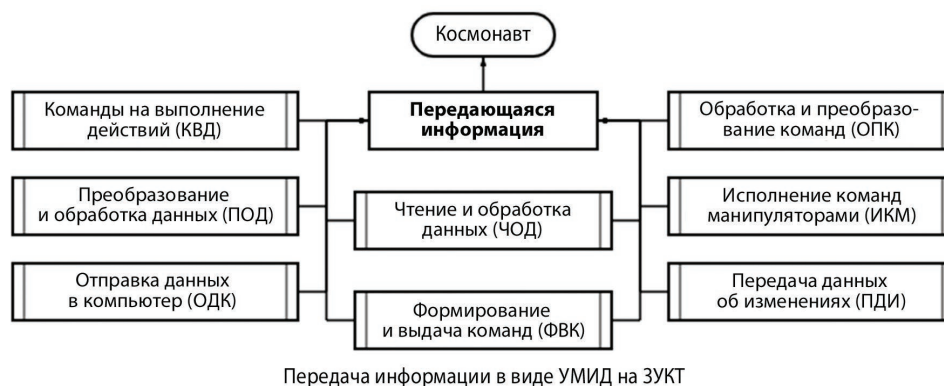 Космонавт
Команды на выполнение
действий (КВД)
Передающаяся
информация
Обработка и преобразо-
вание команд (ОПК)
Преобразование
и обработка данных (ПОД)
Чтение и обработка
данных (ЧОД)
Исполнение команд
манипуляторами (ИКМ)
Отправка данных
в компьютер (ОДК)
Формирование
и выдача команд (ФВК)
Передача данных
об изменениях (ПДИ)
Передача информации в виде УМИД на ЗУКТ